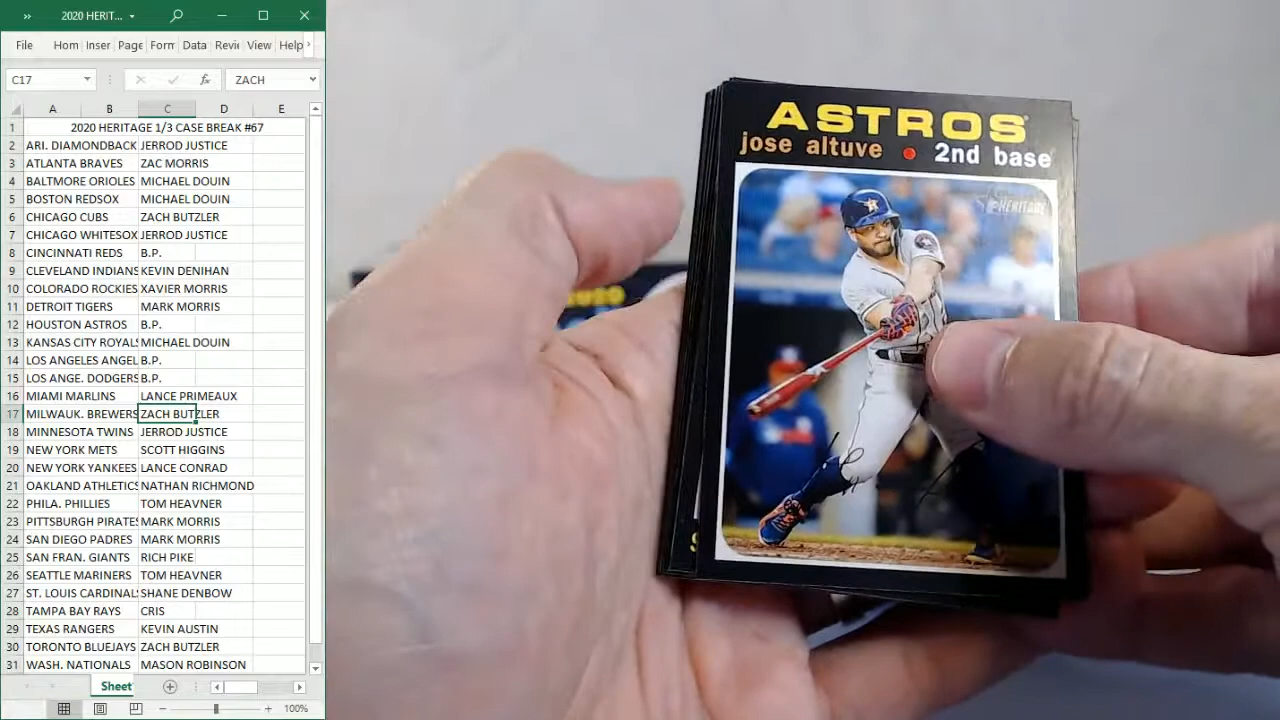 2020 HERIT...
File Hom Inser Page Form Data Revie View Help
C17 fx ZACH
A B C D E
1 2020 HERITAGE 1/3 CASE BREAK #67
2 ARI. DIAMONDBACK JERROD JUSTICE
3 ATLANTA BRAVES ZAC MORRIS
4 BALTMORE ORIOLES MICHAEL DOUIN
5 BOSTON REDSOX MICHAEL DOUIN
6 CHICAGO CUBS ZACH BUTZLER
7 CHICAGO WHITESOX JERROD JUSTICE
8 CINCINNATI REDS B.P.
9 CLEVELAND INDIANS KEVIN DENIHAN
10 COLORADO ROCKIES XAVIER MORRIS
11 DETROIT TIGERS MARK MORRIS
12 HOUSTON ASTROS B.P.
13 KANSAS CITY ROYALS MICHAEL DOUIN
14 LOS ANGELES ANGEL B.P.
15 LOS ANGE. DODGERS B.P.
16 MIAMI MARLINS LANCE PRIMEAUX
17 MILWAUK. BREWERS ZACH BUTZLER
18 MINNESOTA TWINS JERROD JUSTICE
19 NEW YORK METS SCOTT HIGGINS
20 NEW YORK YANKEES LANCE CONRAD
21 OAKLAND ATHLETICS NATHAN RICHMOND
22 PHILA. PHILLIES TOM HEAVNER
23 PITTSBURGH PIRATES MARK MORRIS
24 SAN DIEGO PADRES MARK MORRIS
25 SAN FRAN. GIANTS RICH PIKE
26 SEATTLE MARINERS TOM HEAVNER
27 ST. LOUIS CARDINALS SHANE DENBOW
28 TAMPA BAY RAYS CRIS
29 TEXAS RANGERS KEVIN AUSTIN
30 TORONTO BLUEJAYS ZACH BUTZLER
31 WASH. NATIONALS MASON ROBINSON
Sheet
100%
ASTROS
jose altuve • 2nd base
HERITAGE